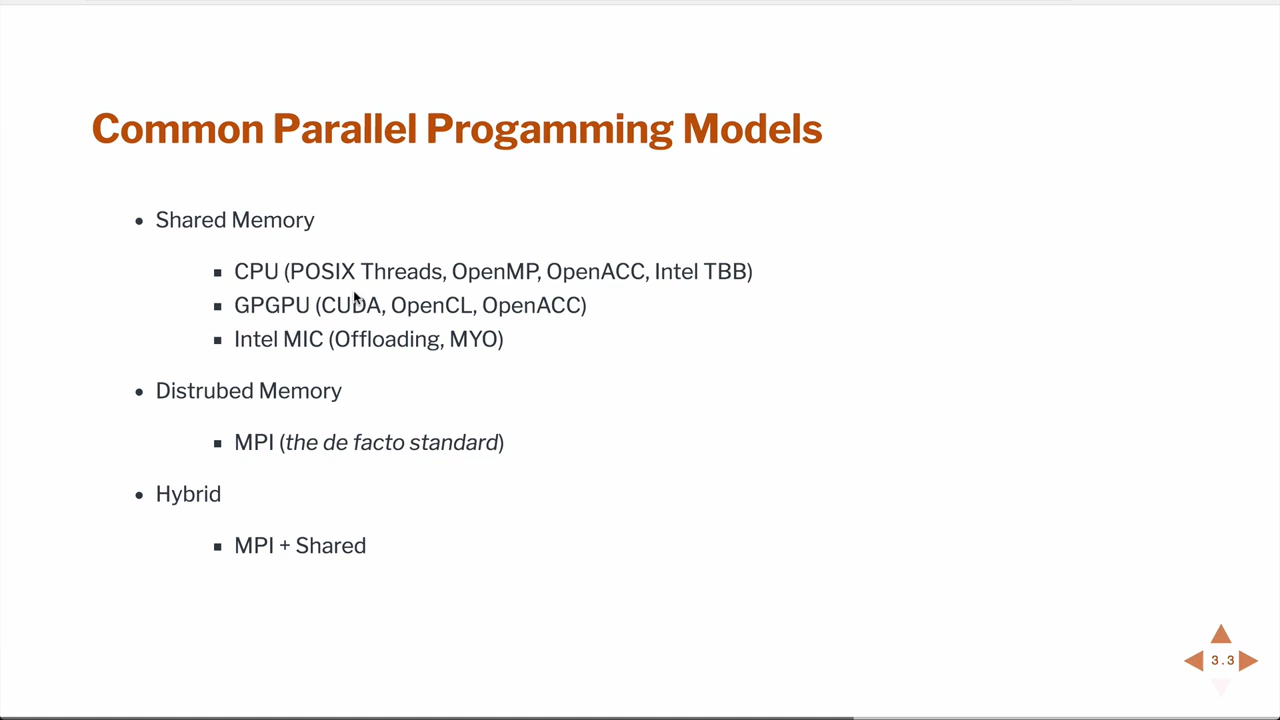 Common Parallel Progamming Models
• Shared Memory
▪ CPU (POSIX Threads, OpenMP, OpenACC, Intel TBB)
▪ GPGPU (CUDA, OpenCL, OpenACC)
▪ Intel MIC (Offloading, MYO)
• Distrubed Memory
▪ MPI (the de facto standard)
• Hybrid
▪ MPI + Shared
3.3